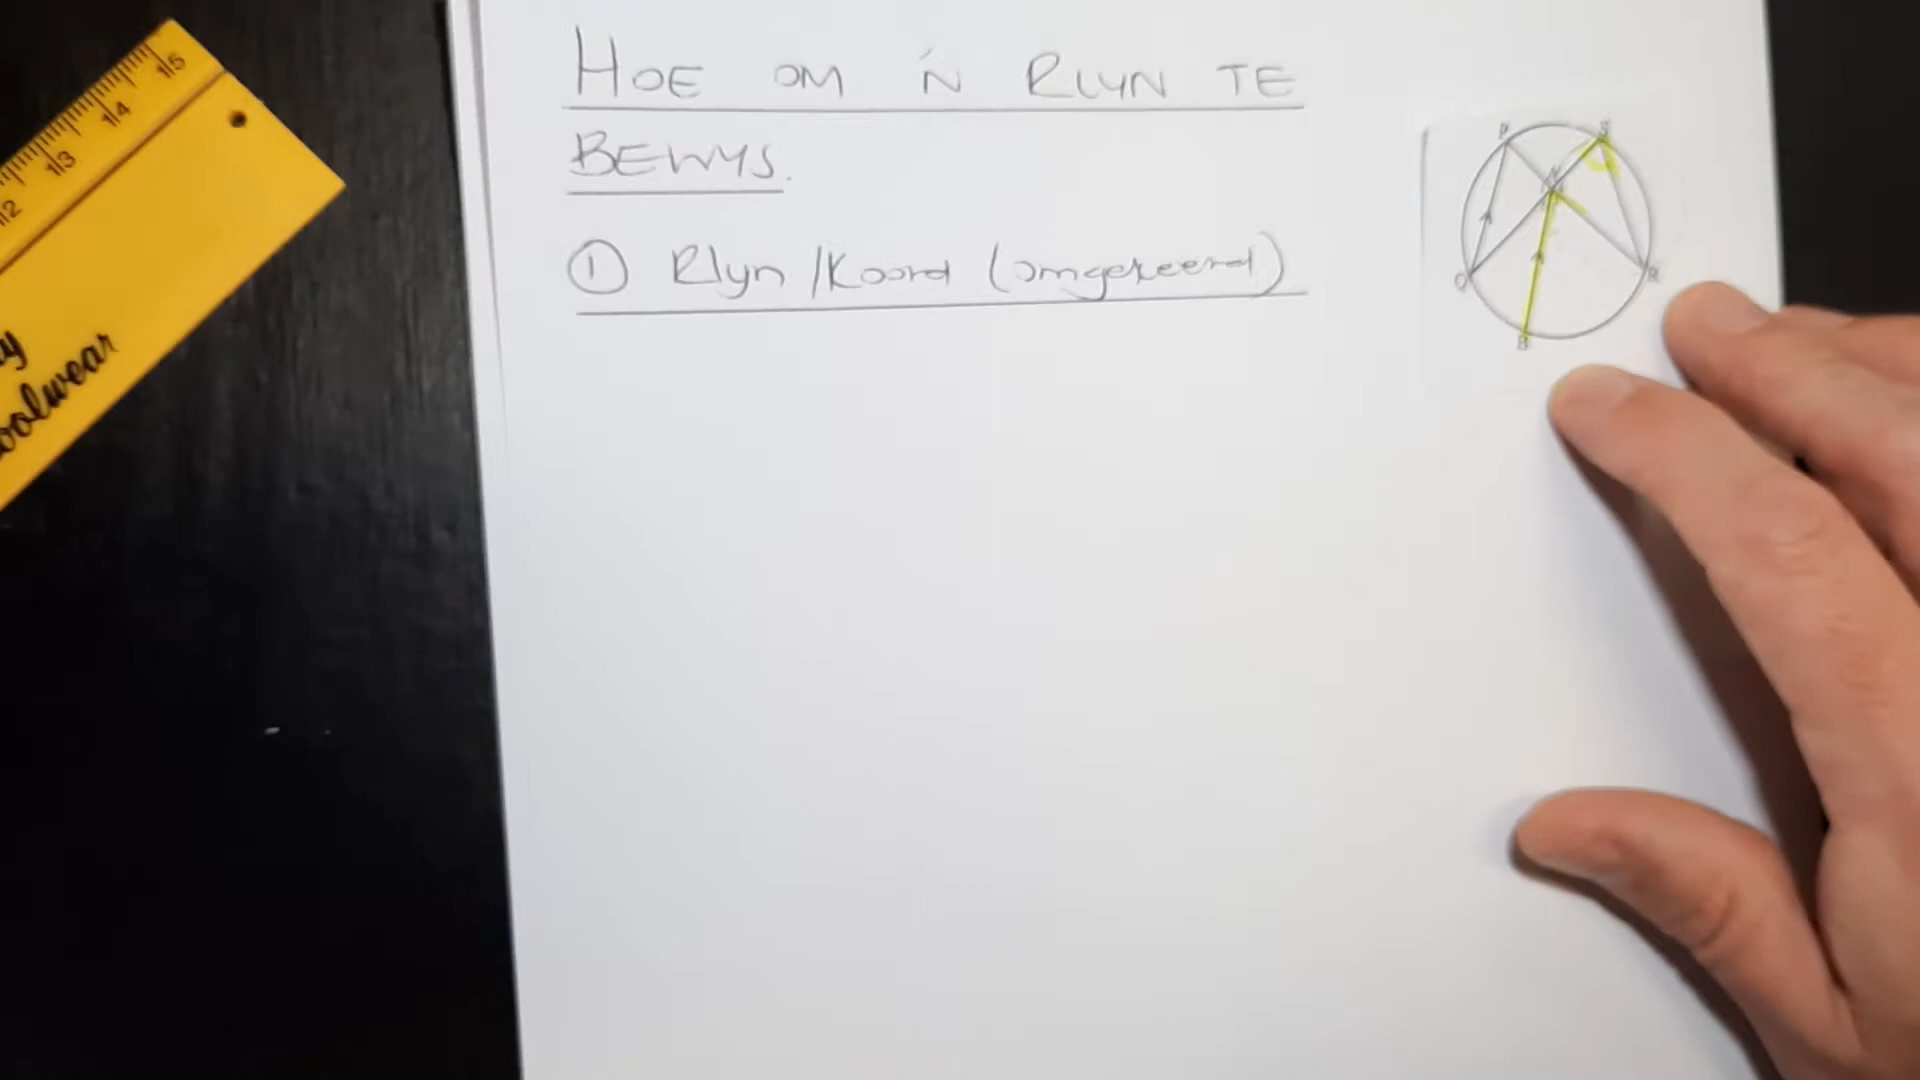 HOE OM 'N RLYN TE
BEWYS.
① Rlyn/Koord (omgekeerd)
P
S
Q
R
15
14
13
12
oolwear